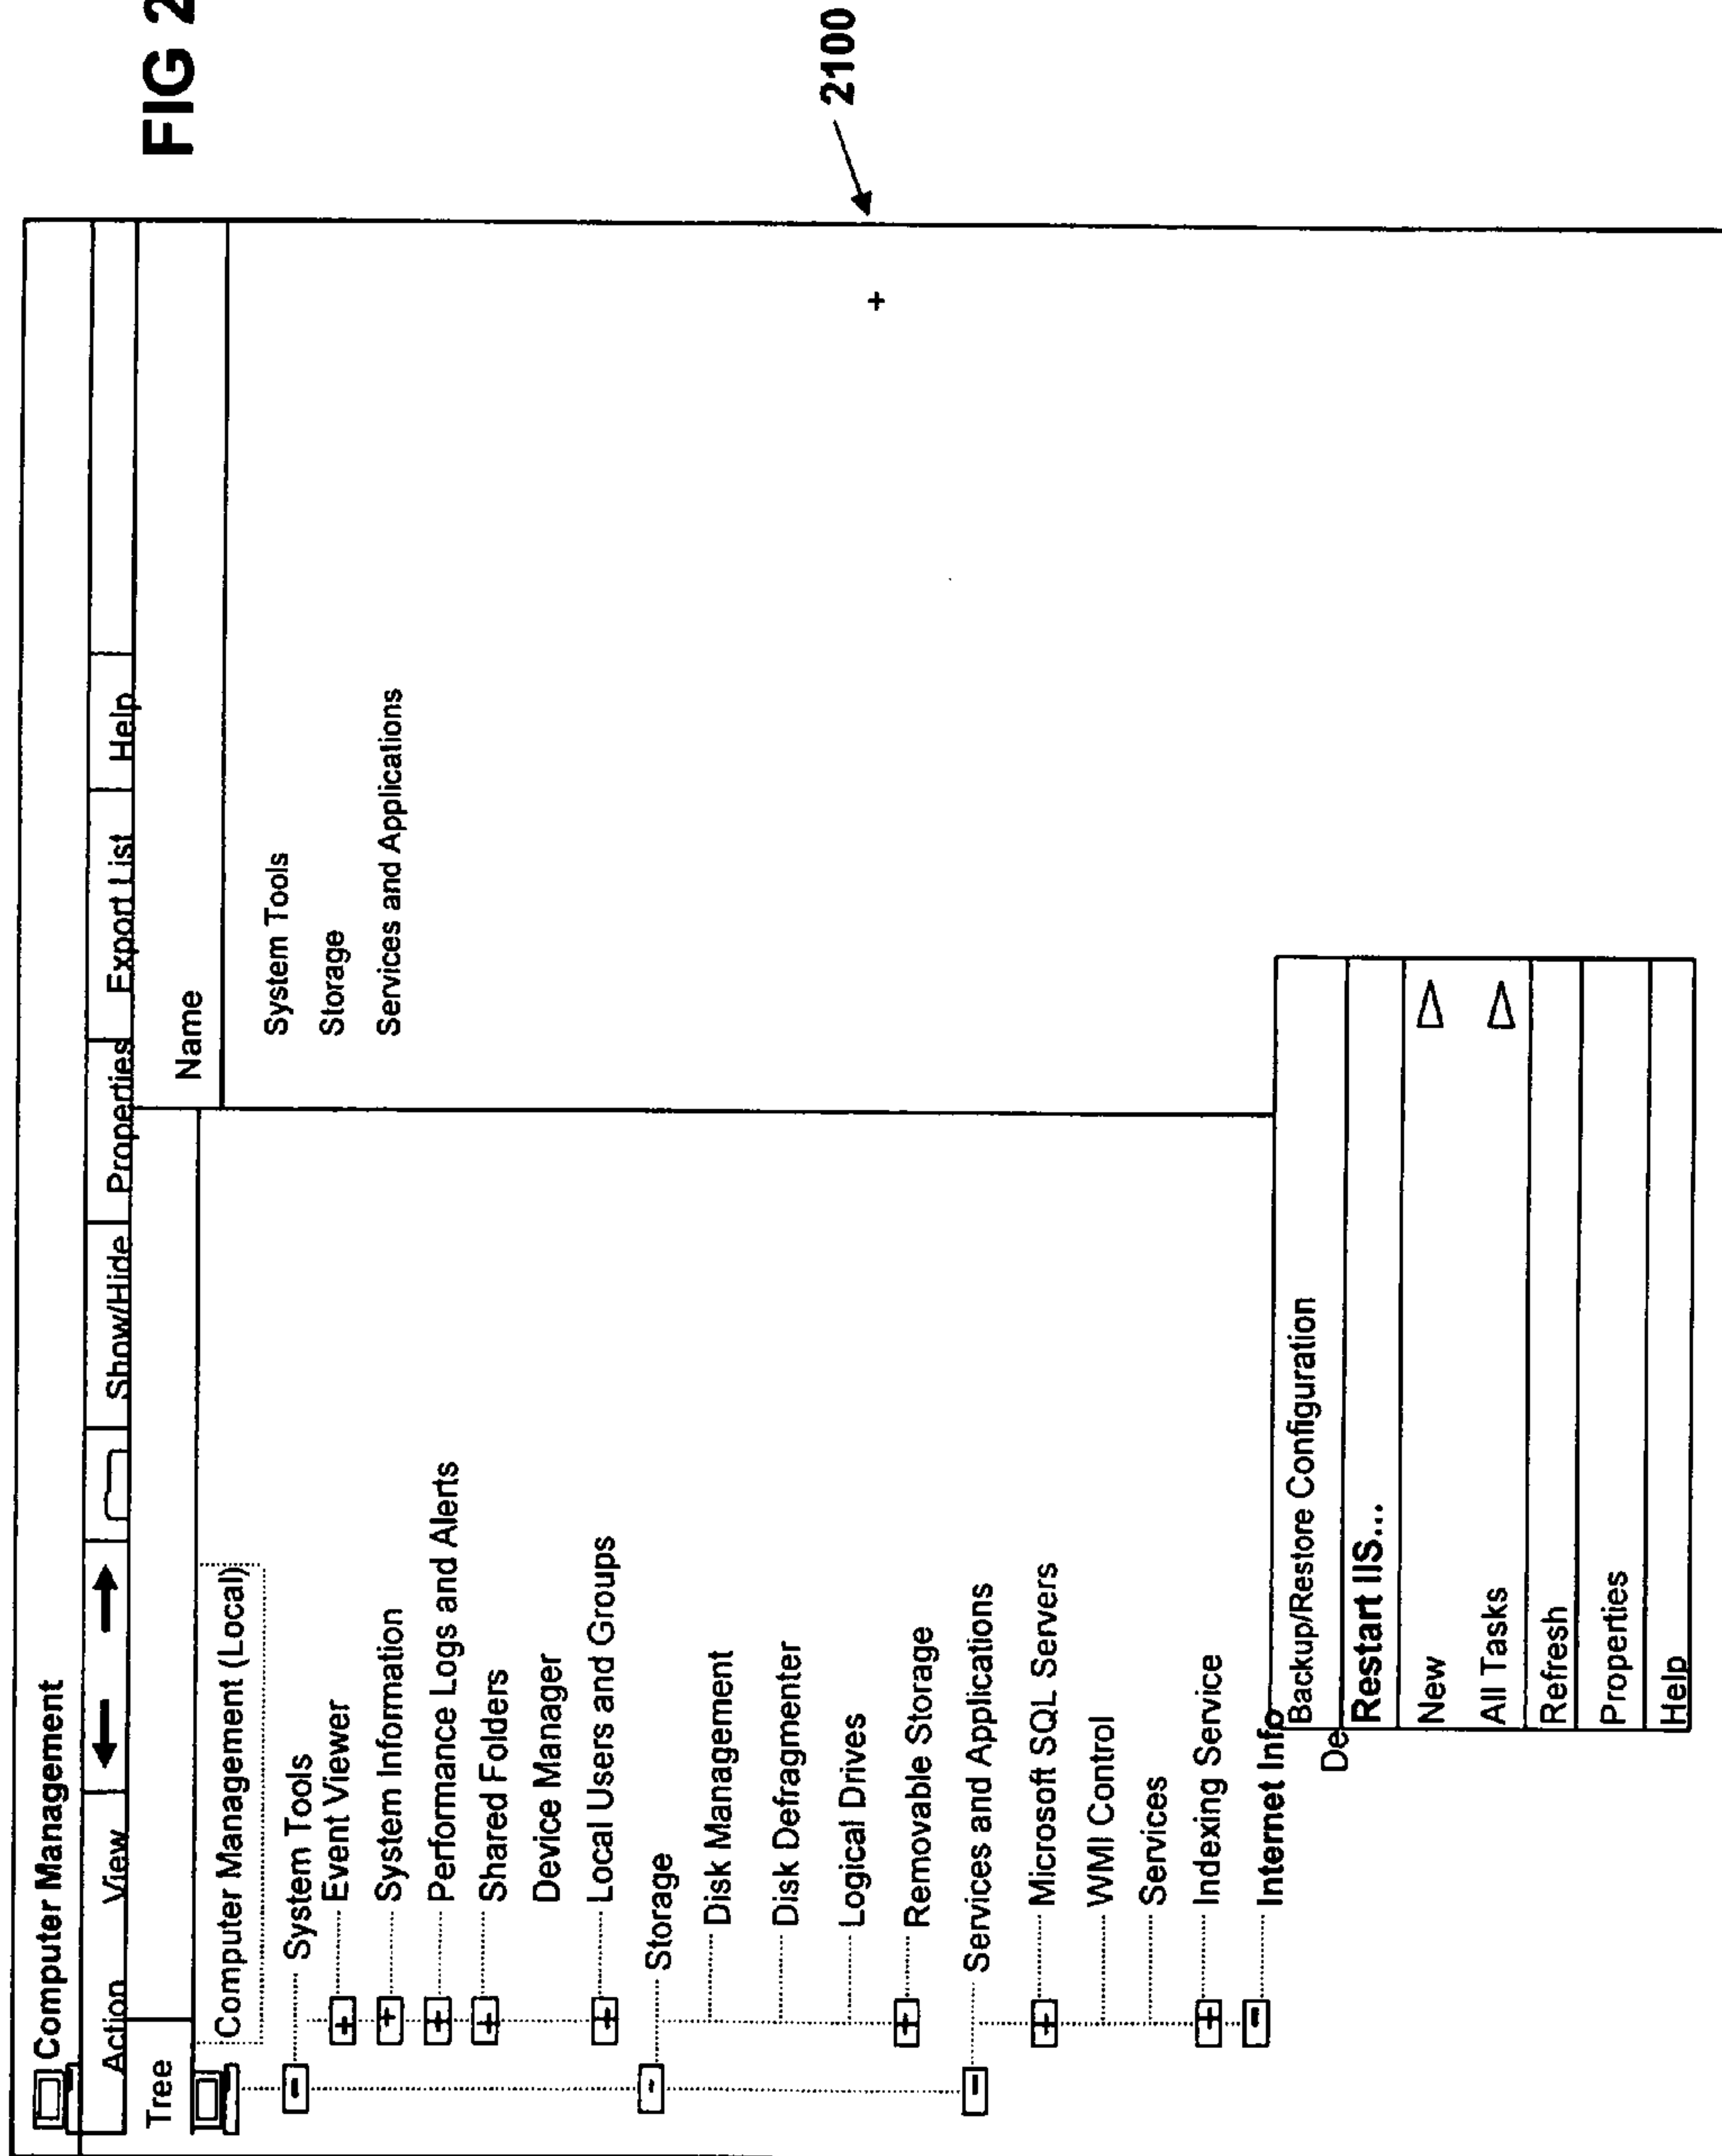 FIG 2
2100
Computer Management
Action View Show/Hide Properties Export List Help
Tree
Name
Computer Management (Local)
System Tools
Event Viewer
System Information
Performance Logs and Alerts
Shared Folders
Device Manager
Local Users and Groups
Storage
Disk Management
Disk Defragmenter
Logical Drives
Removable Storage
Services and Applications
Microsoft SQL Servers
WMI Control
Services
Indexing Service
Internet Info
De
System Tools
Storage
Services and Applications
Backup/Restore Configuration
Restart IIS...
New
All Tasks
Refresh
Properties
Help